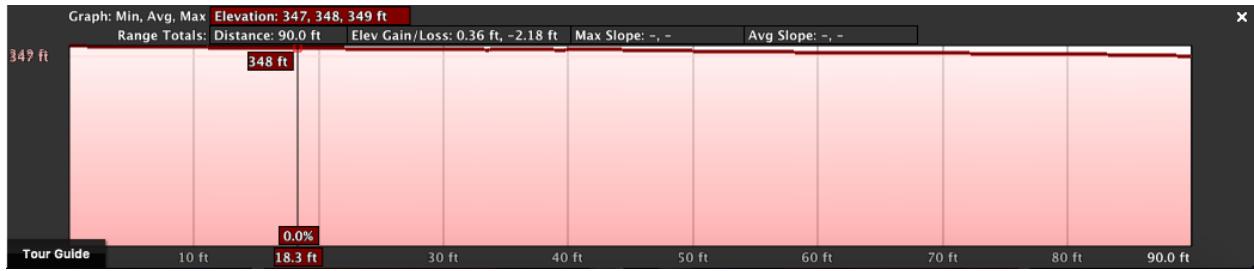 Graph: Min, Avg, Max Elevation: 347, 348, 349 ft
Range Totals: Distance: 90.0 ft Elev Gain/Loss: 0.36 ft, -2.18 ft Max Slope: -, - Avg Slope: -, -
348 ft
0.0%
Tour Guide
10 ft 18.3 ft 30 ft 40 ft 50 ft 60 ft 70 ft 80 ft 90.0 ft